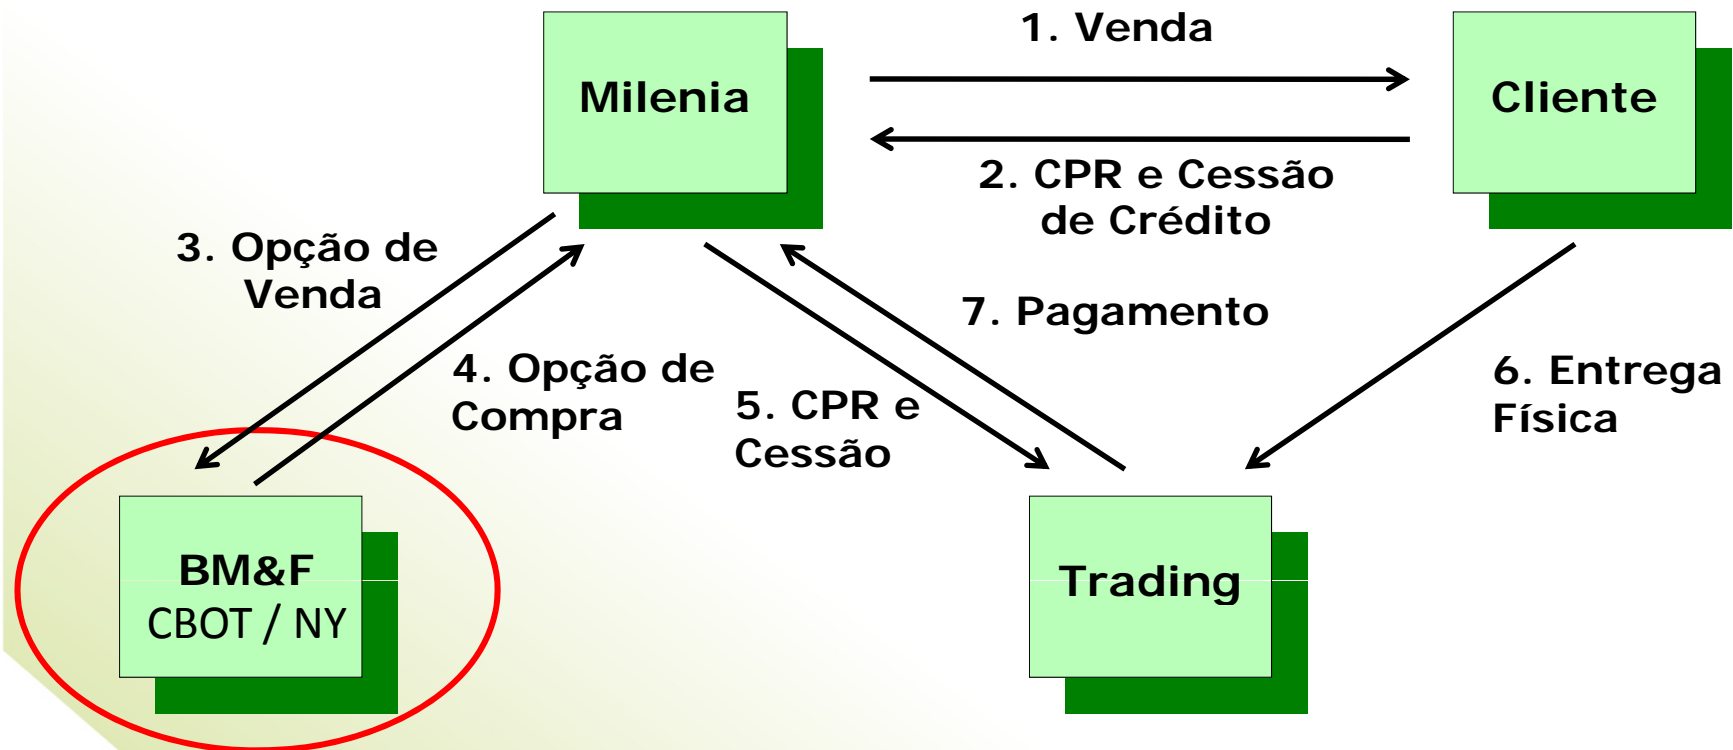 1. Venda
Milenia
Cliente
2. CPR e Cessão
de Crédito
3. Opção de
Venda
7. Pagamento
4. Opção de
Compra
5. CPR e
Cessão
6. Entrega
Física
BM&F
CBOT / NY
Trading